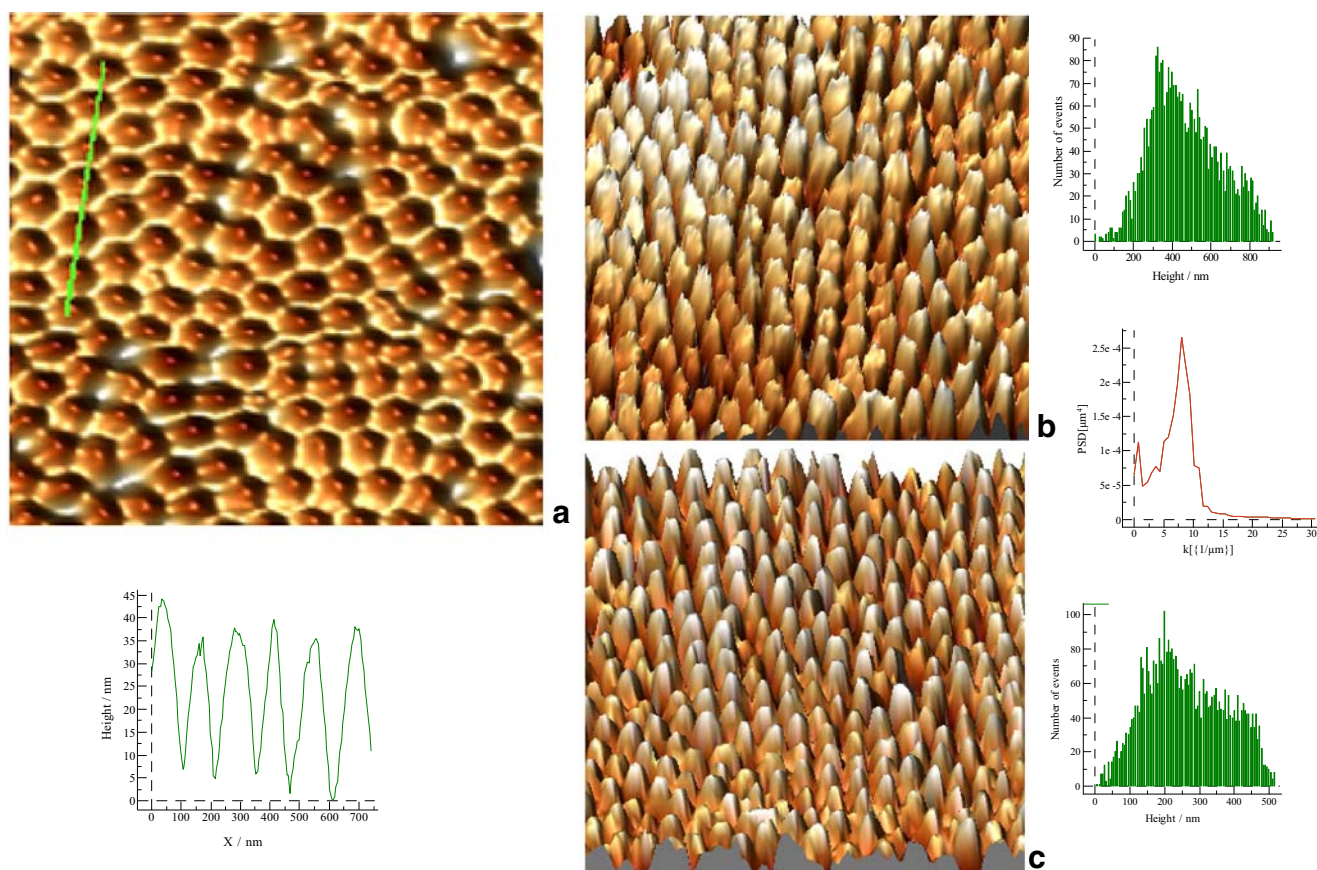 a
45
40
35
30
25
20
15
10
5
0
Height / nm
0 100 200 300 400 500 600 700
X / nm
b
90
80
70
60
50
40
30
20
10
0
Number of events
0 200 400 600 800
Height / nm
2.5e -4
2e -4
1.5e -4
1e -4
5e -5
0
PSD[µm⁴]
0 5 10 15 20 25 30
k[{1/µm}]
c
100
80
60
40
20
0
Number of events
0 100 200 300 400 500
Height / nm